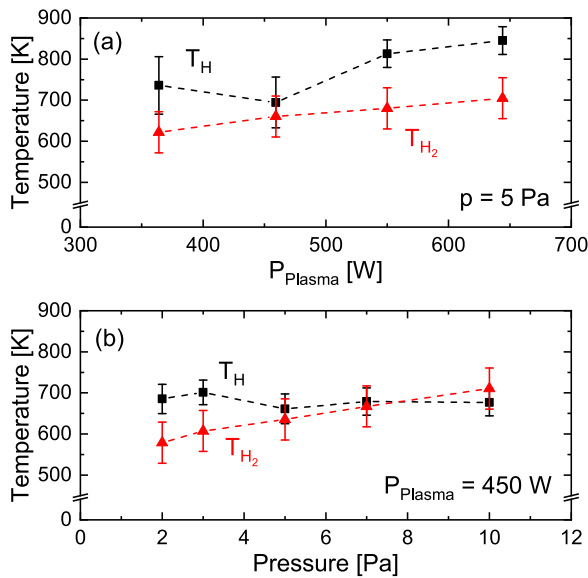 (a)
Temperature [K]
900
800
700
600
500
0
T_H
T_H₂
p = 5 Pa
300 400 500 600 700
P_Plasma [W]
(b)
Temperature [K]
900
800
700
600
500
0
T_H
T_H₂
P_Plasma = 450 W
0 2 4 6 8 10 12
Pressure [Pa]